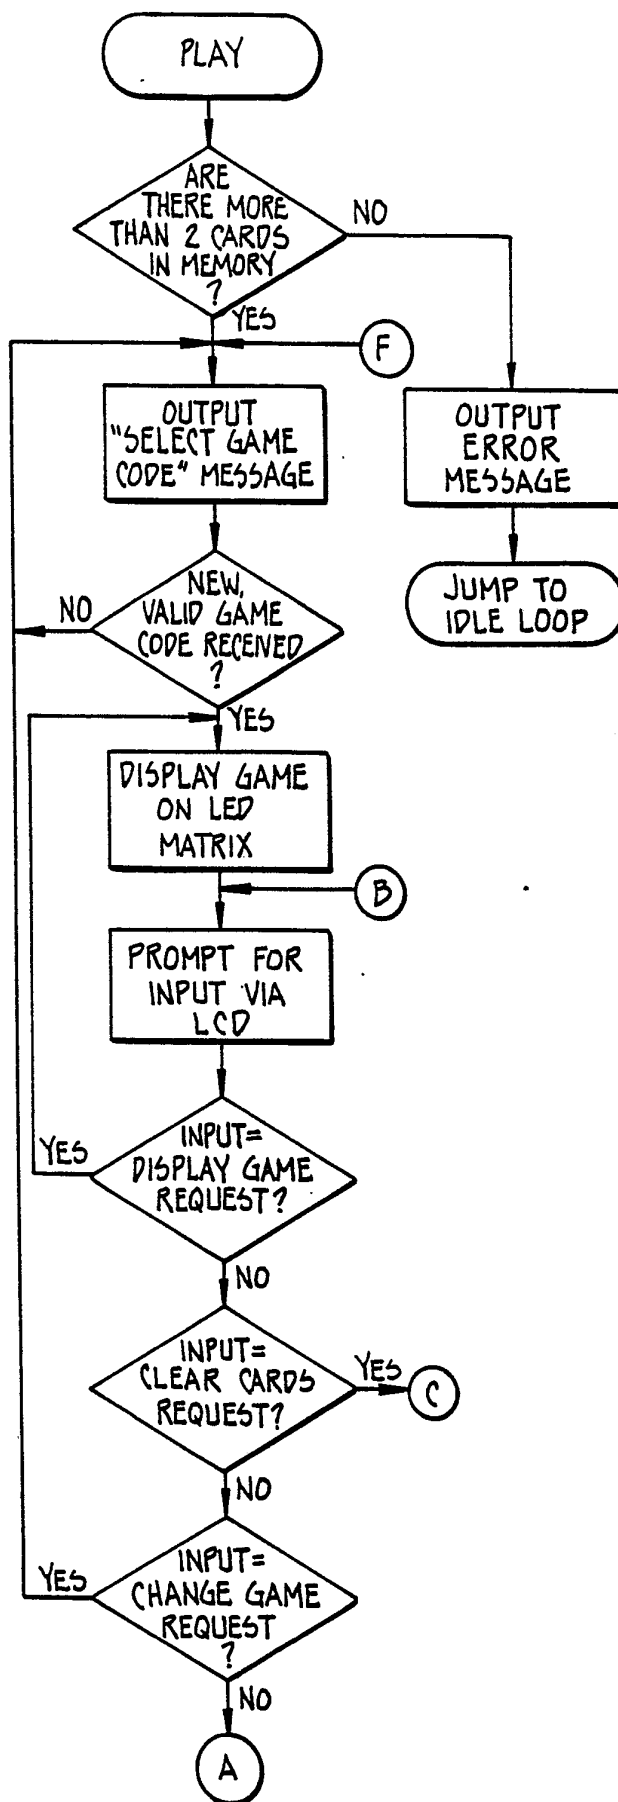 PLAY
ARE
THERE MORE
THAN 2 CARDS
IN MEMORY
?
NO
YES
F
OUTPUT
"SELECT GAME
CODE" MESSAGE
OUTPUT
ERROR
MESSAGE
NEW,
VALID GAME
CODE RECEIVED
?
NO
JUMP TO
IDLE LOOP
YES
DISPLAY GAME
ON LED
MATRIX
B
PROMPT FOR
INPUT VIA
LCD
INPUT=
DISPLAY GAME
REQUEST?
YES
NO
INPUT=
CLEAR CARDS
REQUEST?
YES
C
NO
INPUT=
CHANGE GAME
REQUEST
?
YES
NO
A